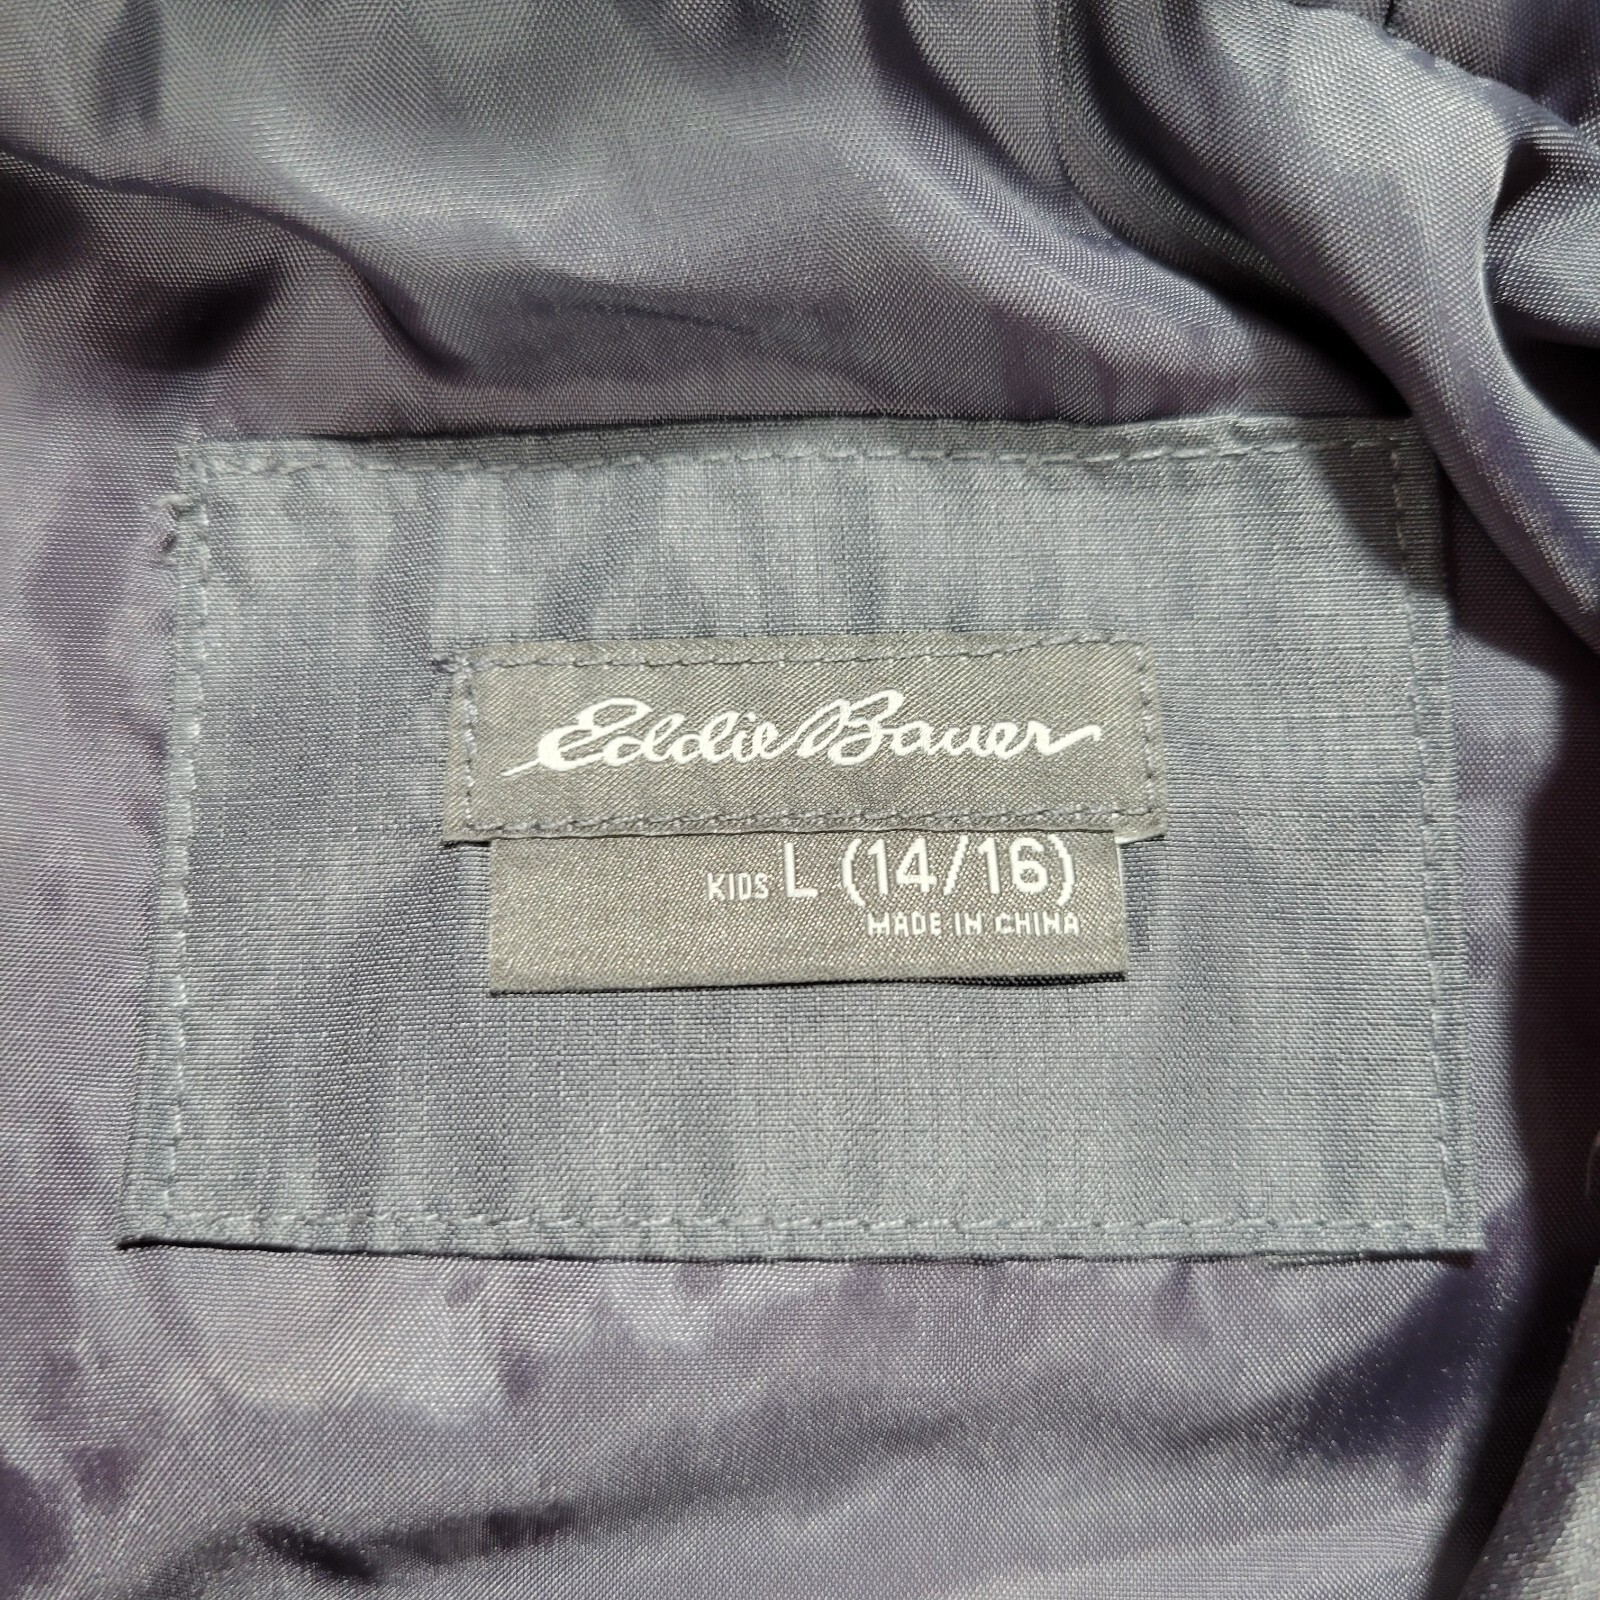 Eddie Bauer
KIDS L (14/16)
MADE IN CHINA